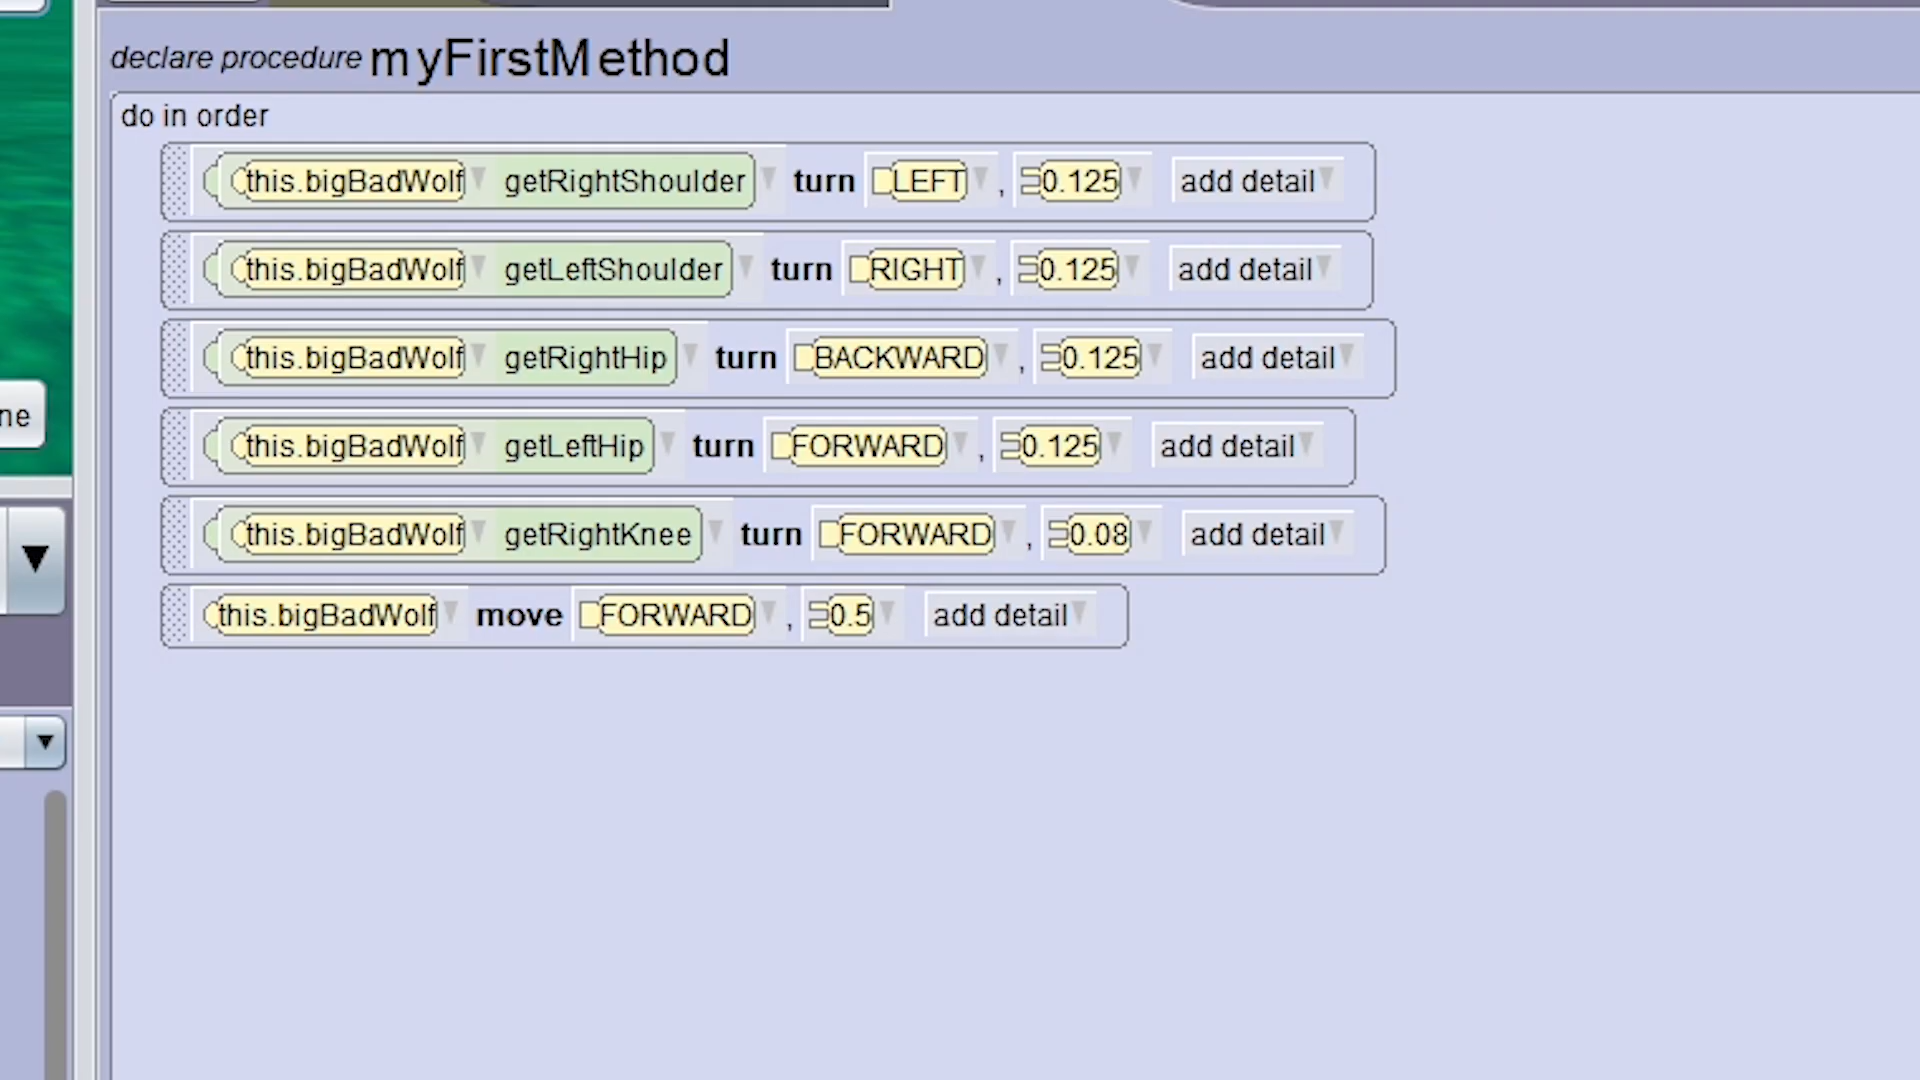 declare procedure myFirstMethod
do in order
this.bigBadWolf getRightShoulder turn LEFT , 0.125 add detail
this.bigBadWolf getLeftShoulder turn RIGHT , 0.125 add detail
this.bigBadWolf getRightHip turn BACKWARD , 0.125 add detail
ne
this.bigBadWolf getLeftHip turn FORWARD , 0.125 add detail
this.bigBadWolf getRightKnee turn FORWARD , 0.08 add detail
this.bigBadWolf move FORWARD , 0.5 add detail